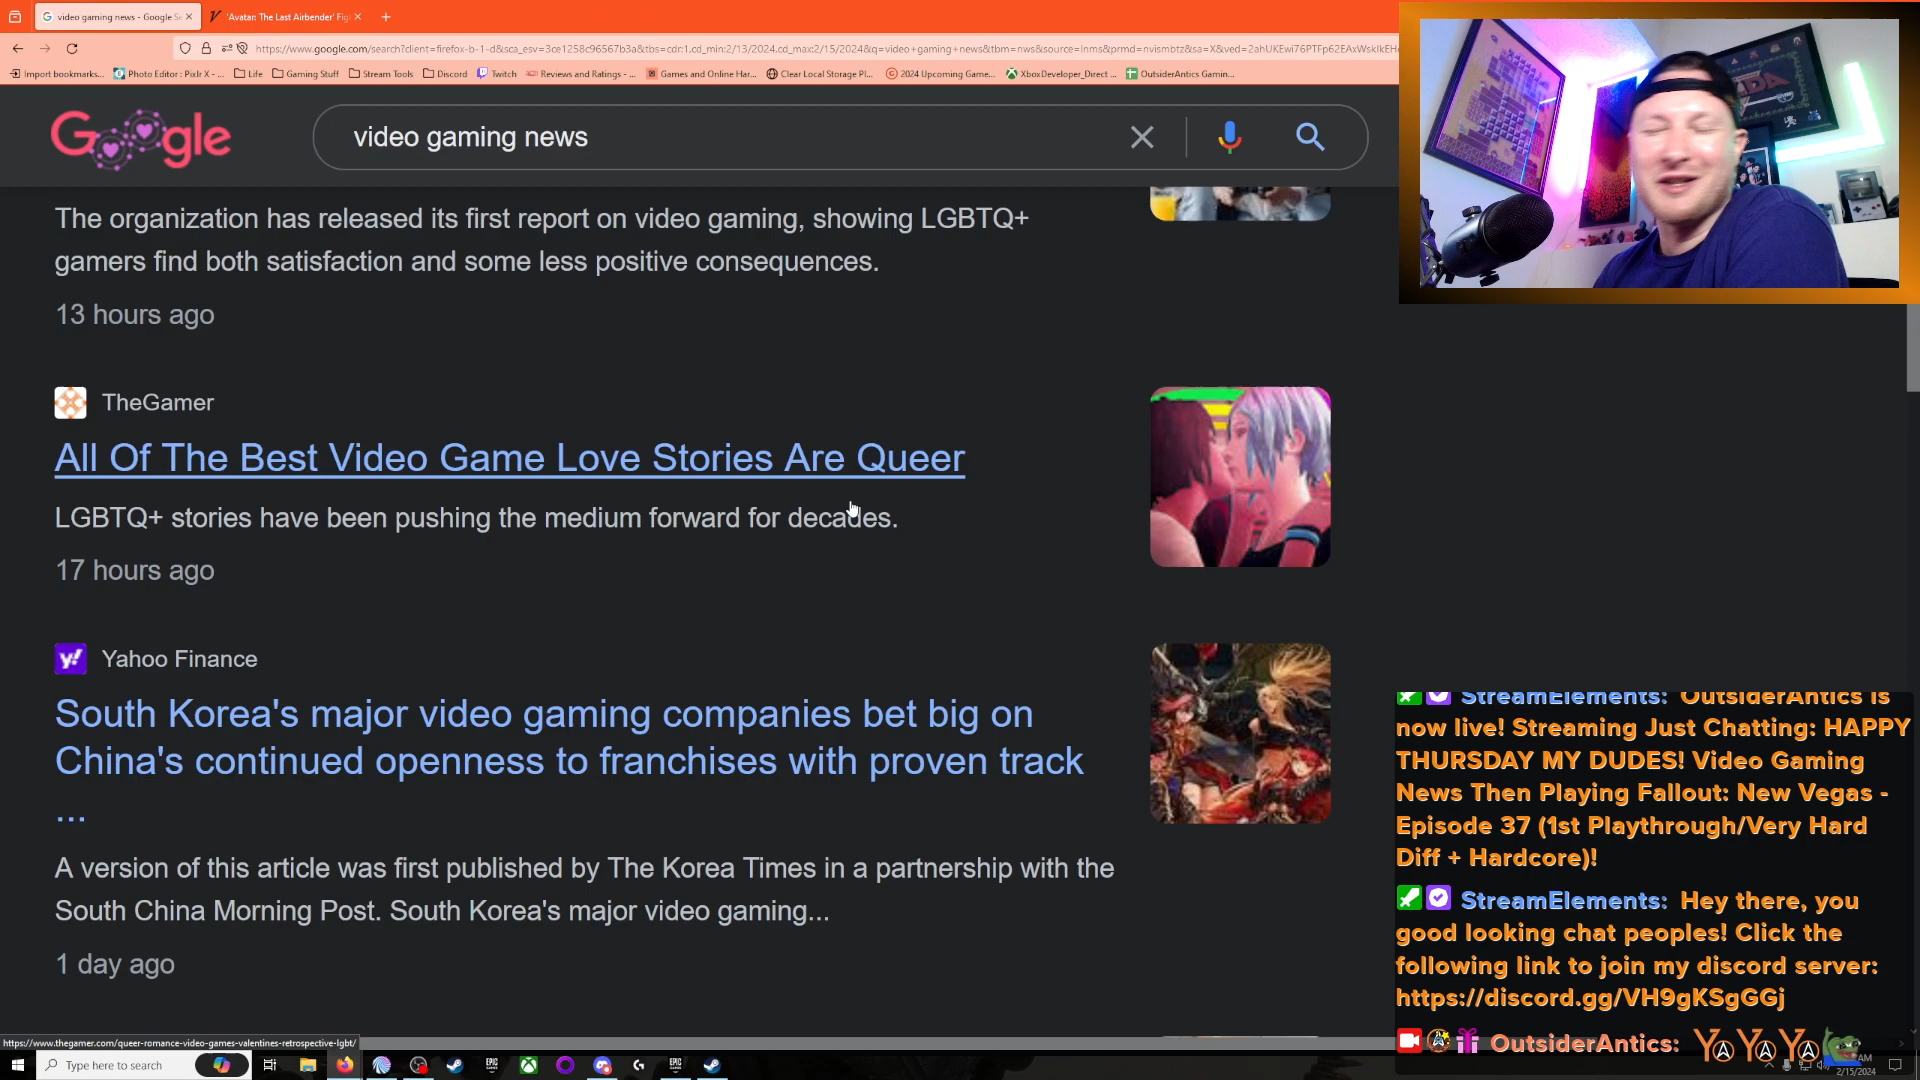 video gaming news - Google Se
'Avatar: The Last Airbender' Fig
https://www.google.com/search?client=firefox-b-1-d&sca_esv=3ce1258c96567b3a&tbs=cdr:1,cd_min:2/13/2024,cd_max:2/15/2024&q=video+gaming+news&tbm=nws&source=lnms&prmd=nvismbtz&sa=X&ved=
Import bookmarks... Photo Editor : Pixlr X - ... Life Gaming Stuff Stream Tools Discord Twitch Reviews and Ratings - ... Games and Online Har... Clear Local Storage Pl... 2024 Upcoming Game... XboxDeveloper_Direct ... OutsiderAntics Gamin...
Google
video gaming news
The organization has released its first report on video gaming, showing LGBTQ+
gamers find both satisfaction and some less positive consequences.
13 hours ago
TheGamer
All Of The Best Video Game Love Stories Are Queer
LGBTQ+ stories have been pushing the medium forward for decades.
17 hours ago
y!
Yahoo Finance
South Korea's major video gaming companies bet big on
China's continued openness to franchises with proven track
...
A version of this article was first published by The Korea Times in a partnership with the
South China Morning Post. South Korea's major video gaming...
1 day ago
StreamElements: OutsiderAntics is
now live! Streaming Just Chatting: HAPPY
THURSDAY MY DUDES! Video Gaming
News Then Playing Fallout: New Vegas -
Episode 37 (1st Playthrough/Very Hard
Diff + Hardcore)!
StreamElements: Hey there, you
good looking chat peoples! Click the
following link to join my discord server:
https://discord.gg/VH9gKSgGGj
OutsiderAntics:
https://www.thegamer.com/queer-romance-video-games-valentines-retrospective-lgbt/
Type here to search
AM
2/15/2024